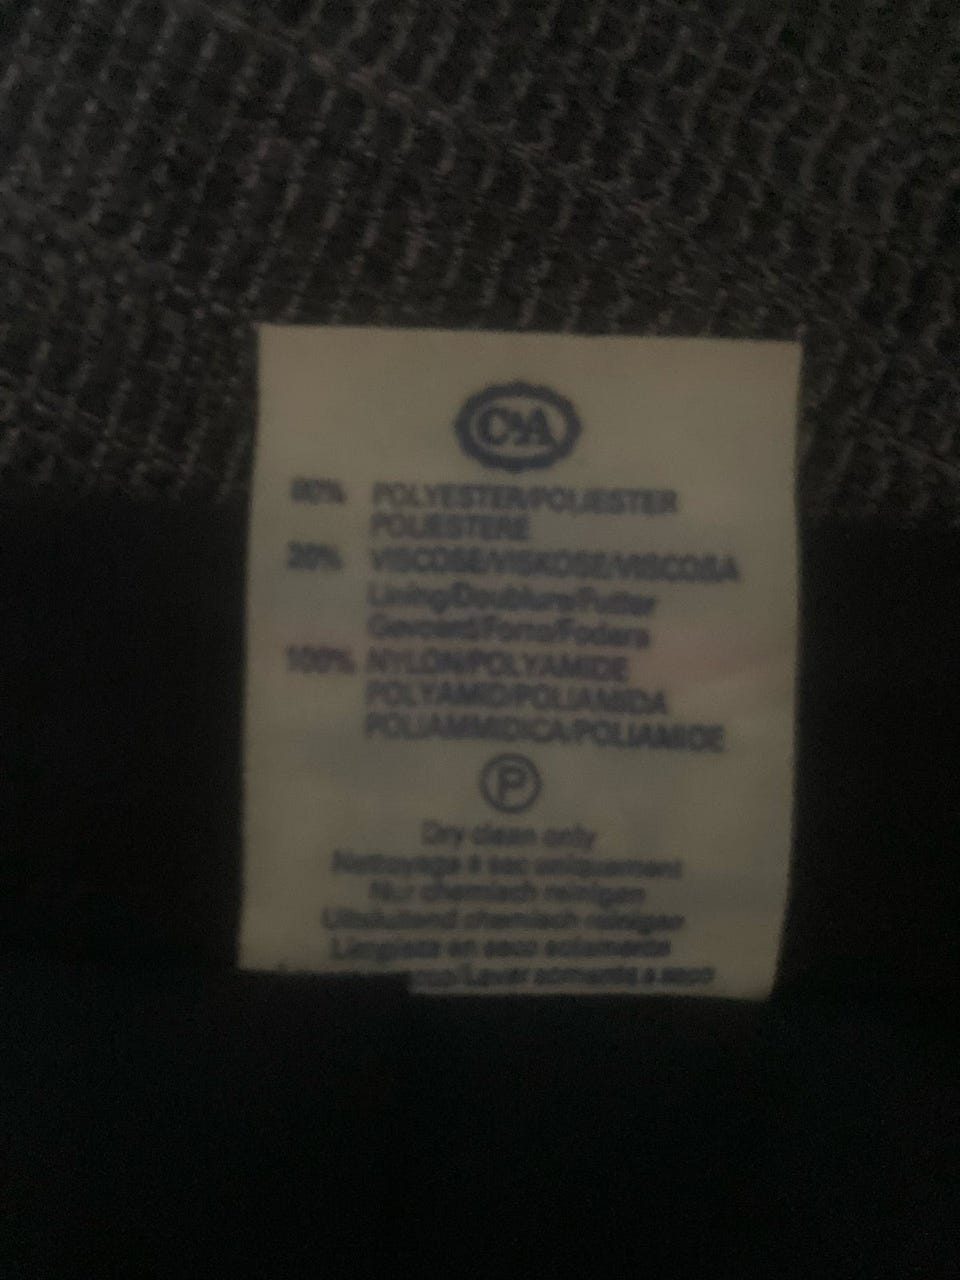 C&A
80% POLYESTER/POLIESTER
POLIESTERE
20% VISCOSE/VISKOSE/VISCOSA
Lining/Doublure/Futter
Gevoerd/Forro/Fodera
100% NYLON/POLYAMIDE
POLYAMID/POLIAMIDA
POLIAMMIDICA/POLIAMIDE
P
Dry clean only
Nettoyage à sec uniquement
Nur chemisch reinigen
Uitsluitend chemisch reinigen
Limpieza en seco solamente
somente a seco